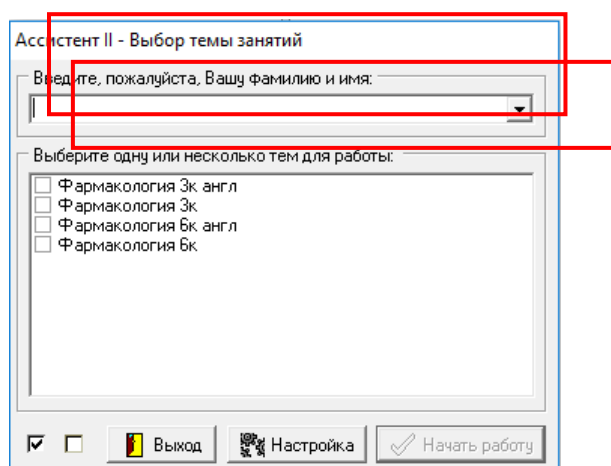 Ассистент II - Выбор темы занятий
Введите, пожалуйста, Вашу фамилию и имя:
Выберите одну или несколько тем для работы:
Фармакология 3к англ
Фармакология 3к
Фармакология 6к англ
Фармакология 6к
Выход Настройка Начать работу